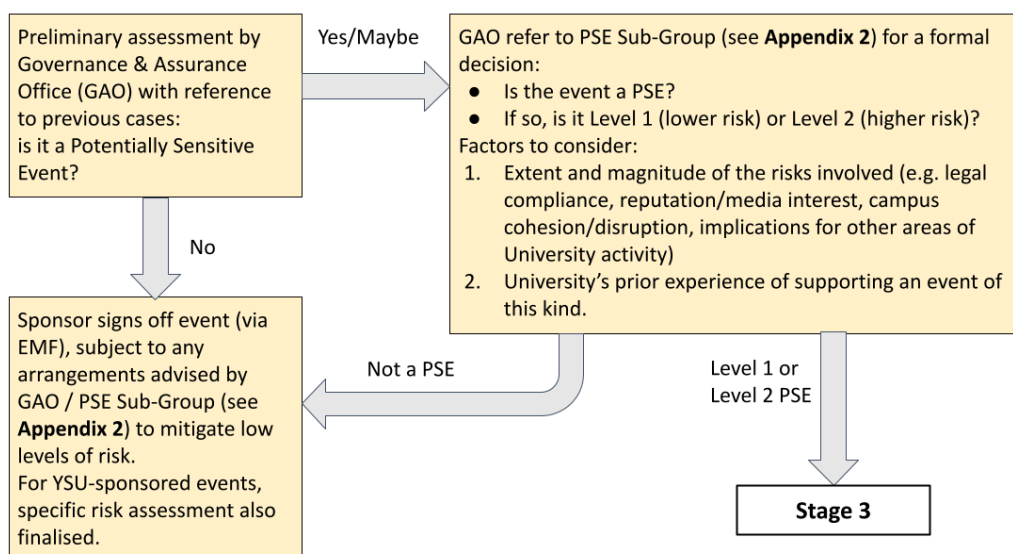 Preliminary assessment by
Governance & Assurance
Office (GAO) with reference
to previous cases:
is it a Potentially Sensitive
Event?
Yes/Maybe
GAO refer to PSE Sub-Group (see Appendix 2) for a formal
decision:
● Is the event a PSE?
● If so, is it Level 1 (lower risk) or Level 2 (higher risk)?
Factors to consider:
1. Extent and magnitude of the risks involved (e.g. legal
compliance, reputation/media interest, campus
cohesion/disruption, implications for other areas of
University activity)
2. University’s prior experience of supporting an event of
this kind.
No
Sponsor signs off event (via
EMF), subject to any
arrangements advised by
GAO / PSE Sub-Group (see
Appendix 2) to mitigate low
levels of risk.
For YSU-sponsored events,
specific risk assessment also
finalised.
Not a PSE
Level 1 or
Level 2 PSE
Stage 3